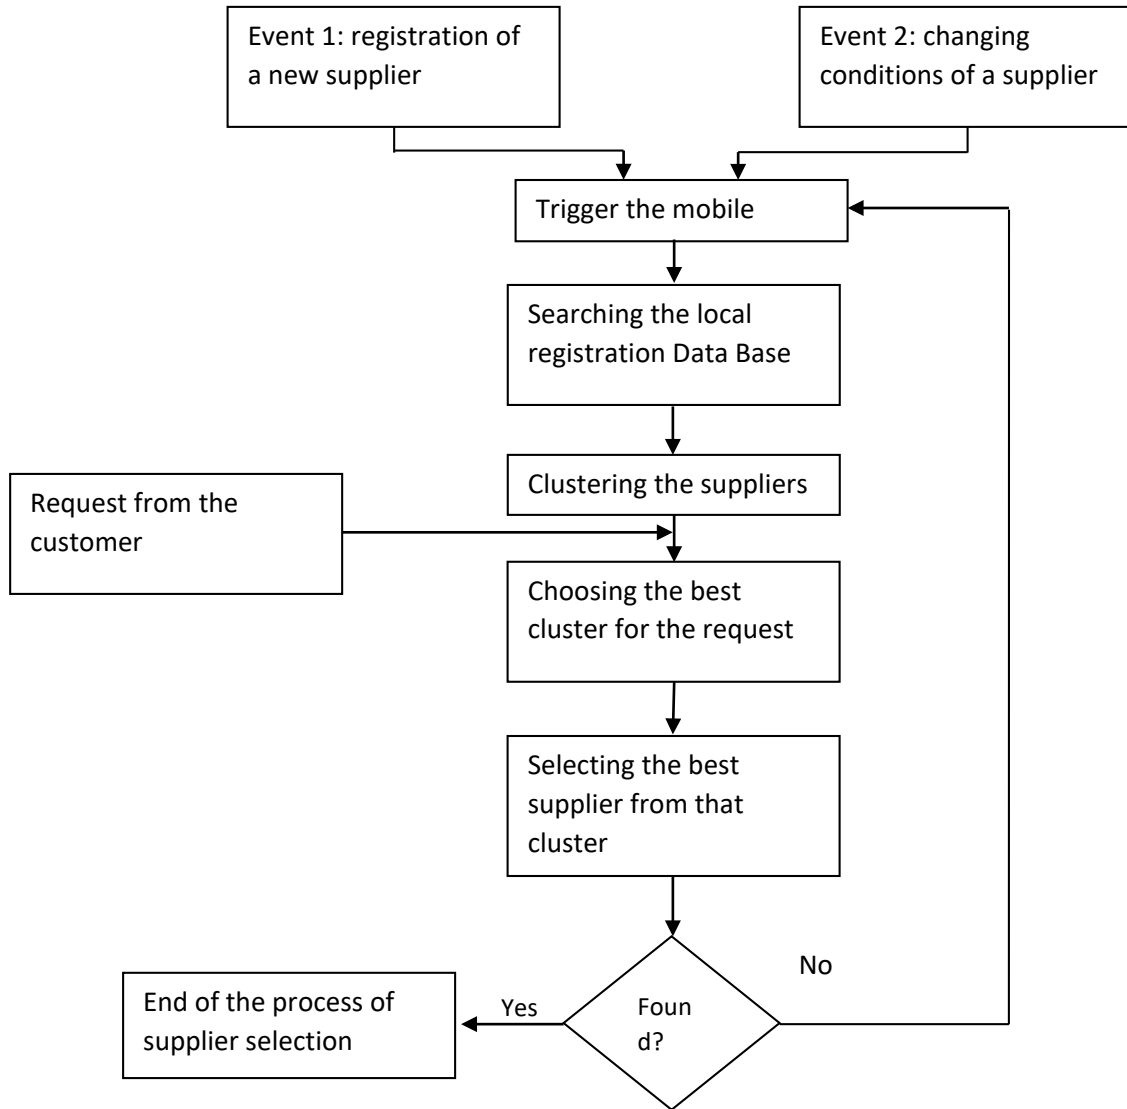 Event 1: registration of
a new supplier
Event 2: changing
conditions of a supplier
Trigger the mobile
Searching the local
registration Data Base
Clustering the suppliers
Request from the
customer
Choosing the best
cluster for the request
Selecting the best
supplier from that
cluster
No
Yes
Foun
d?
End of the process of
supplier selection